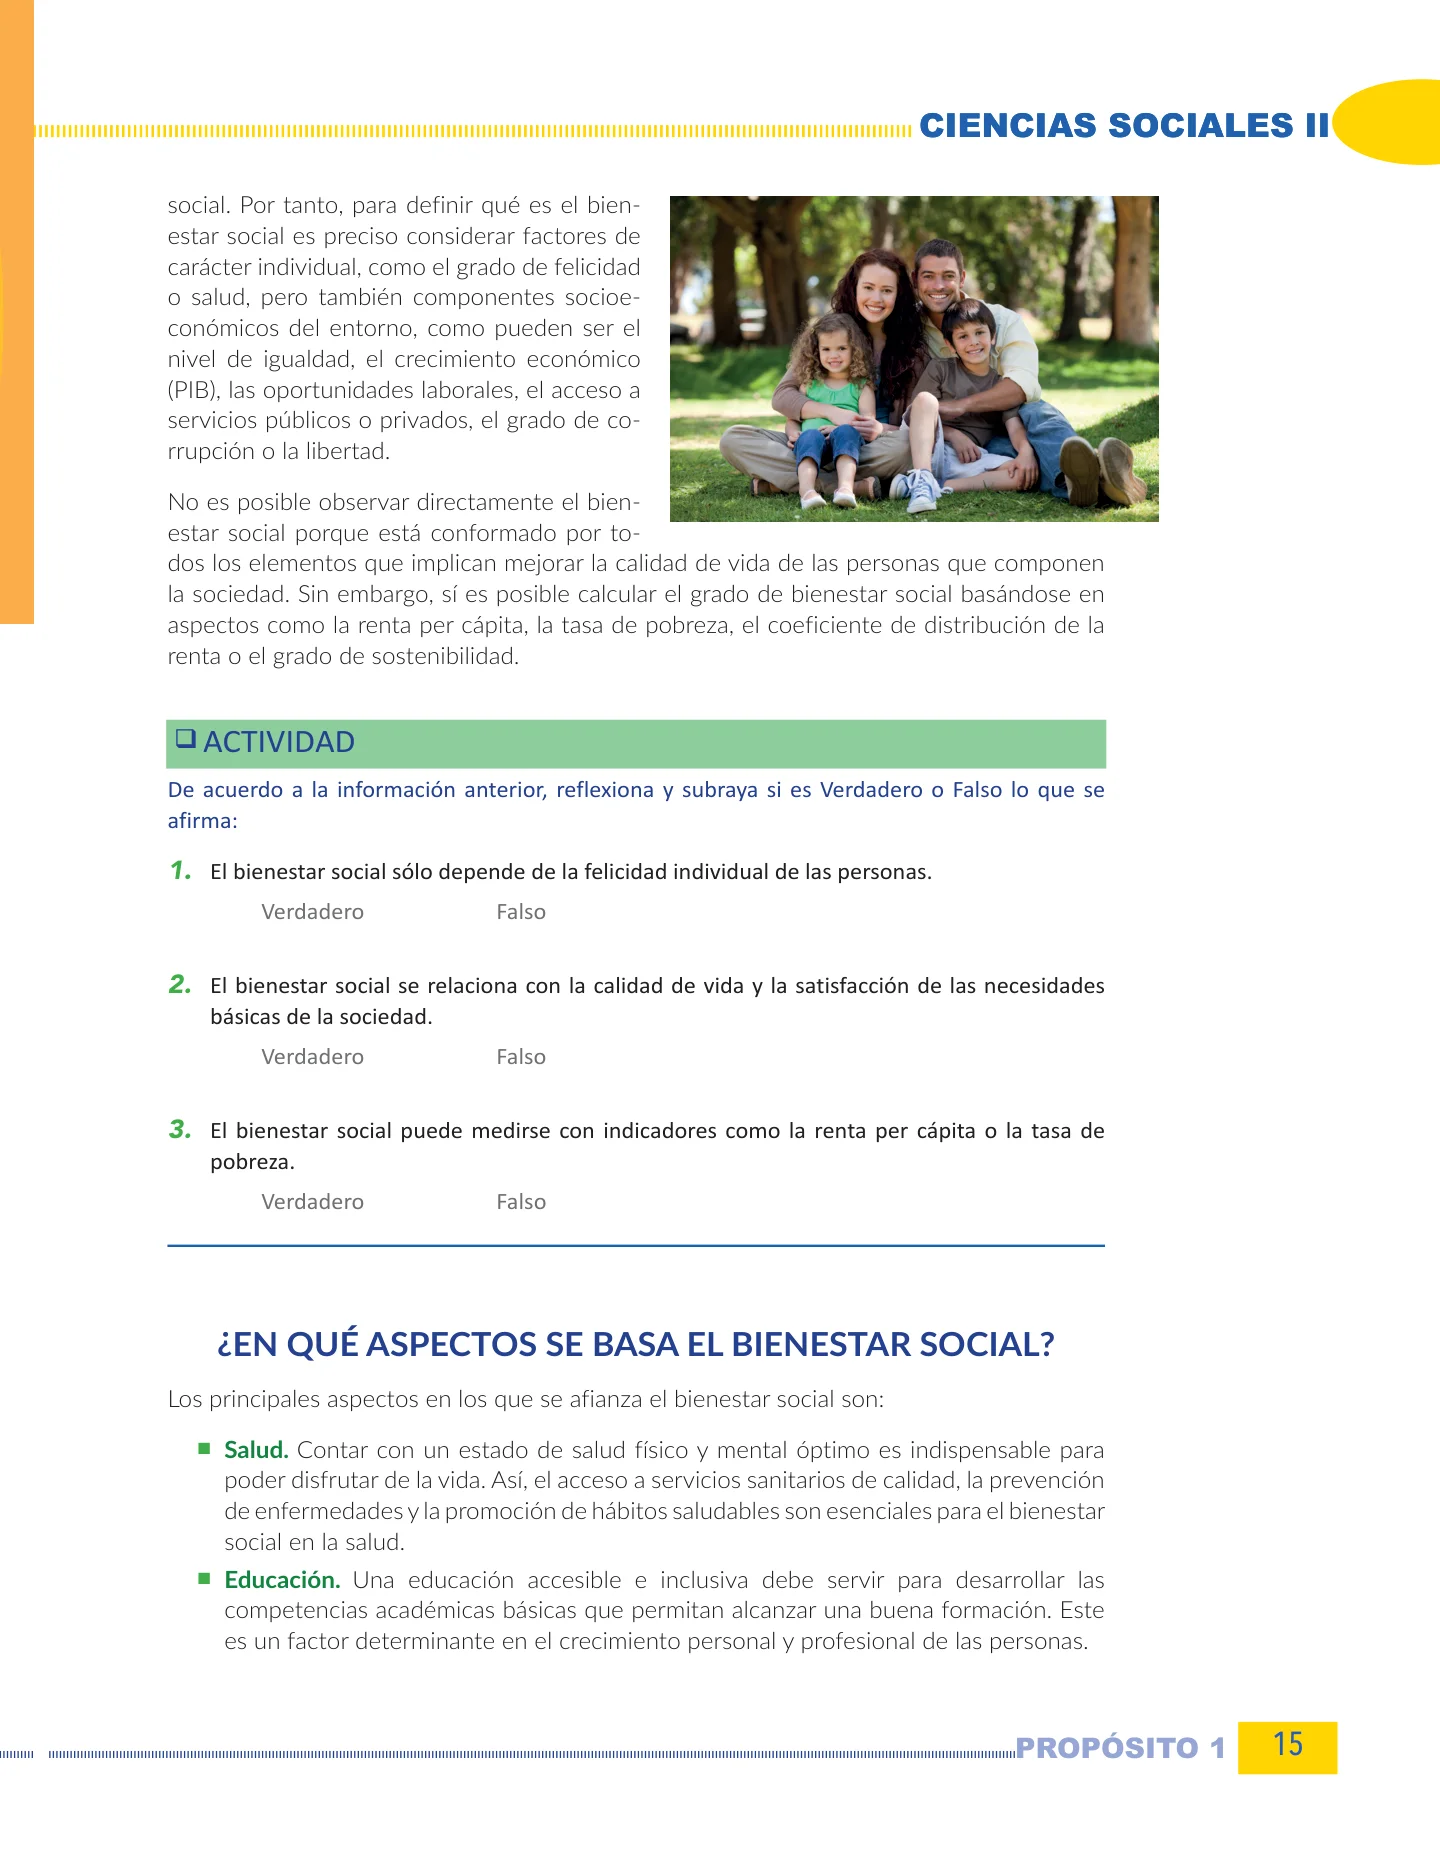 CIENCIAS SOCIALES II
social. Por tanto, para definir qué es el bien-
estar social es preciso considerar factores de
carácter individual, como el grado de felicidad
o salud, pero también componentes socioe-
conómicos del entorno, como pueden ser el
nivel de igualdad, el crecimiento económico
(PIB), las oportunidades laborales, el acceso a
servicios públicos o privados, el grado de co-
rrupción o la libertad.
No es posible observar directamente el bien-
estar social porque está conformado por to-
dos los elementos que implican mejorar la calidad de vida de las personas que componen
la sociedad. Sin embargo, sí es posible calcular el grado de bienestar social basándose en
aspectos como la renta per cápita, la tasa de pobreza, el coeficiente de distribución de la
renta o el grado de sostenibilidad.
❑ ACTIVIDAD
De acuerdo a la información anterior, reflexiona y subraya si es Verdadero o Falso lo que se
afirma:
1. El bienestar social sólo depende de la felicidad individual de las personas.
Verdadero Falso
2. El bienestar social se relaciona con la calidad de vida y la satisfacción de las necesidades
básicas de la sociedad.
Verdadero Falso
3. El bienestar social puede medirse con indicadores como la renta per cápita o la tasa de
pobreza.
Verdadero Falso
¿EN QUÉ ASPECTOS SE BASA EL BIENESTAR SOCIAL?
Los principales aspectos en los que se afianza el bienestar social son:
■ Salud. Contar con un estado de salud físico y mental óptimo es indispensable para
poder disfrutar de la vida. Así, el acceso a servicios sanitarios de calidad, la prevención
de enfermedades y la promoción de hábitos saludables son esenciales para el bienestar
social en la salud.
■ Educación. Una educación accesible e inclusiva debe servir para desarrollar las
competencias académicas básicas que permitan alcanzar una buena formación. Este
es un factor determinante en el crecimiento personal y profesional de las personas.
PROPÓSITO 1 15